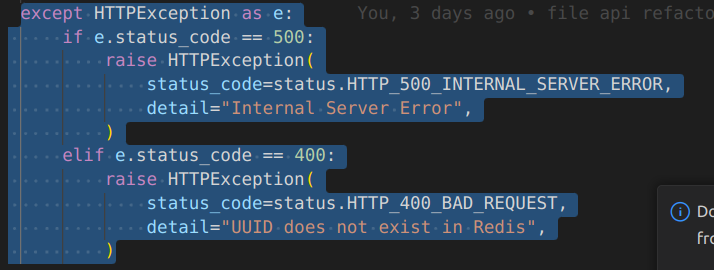 except HTTPException as e:    You, 3 days ago • file api refacto
    if e.status_code == 500:
        raise HTTPException(
            status_code=status.HTTP_500_INTERNAL_SERVER_ERROR,
            detail="Internal Server Error",
        )
    elif e.status_code == 400:
        raise HTTPException(
            status_code=status.HTTP_400_BAD_REQUEST,
            detail="UUID does not exist in Redis",
        )
Do
fro